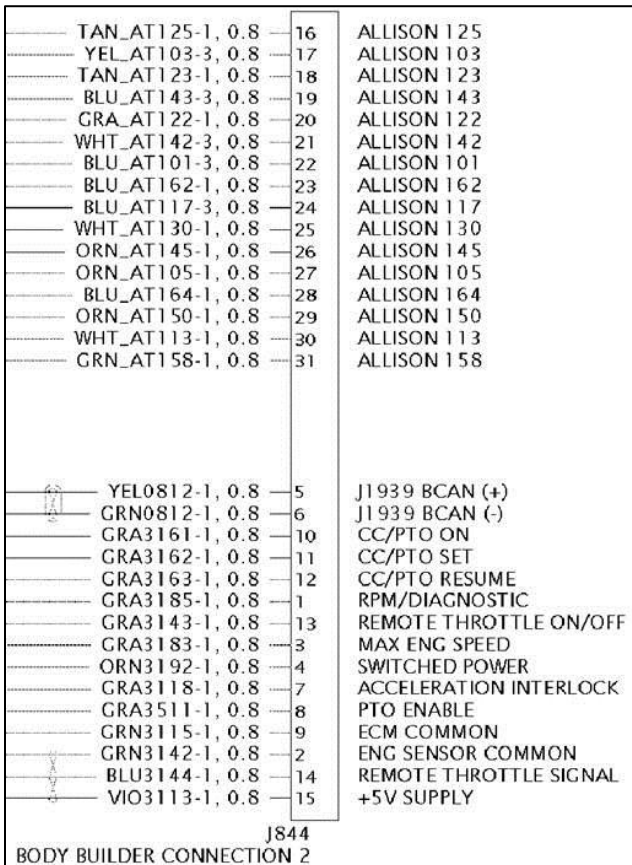 TAN_AT125-1, 0.8 16 ALLISON 125
YEL_AT103-3, 0.8 17 ALLISON 103
TAN_AT123-1, 0.8 18 ALLISON 123
BLU_AT143-3, 0.8 19 ALLISON 143
GRA_AT122-1, 0.8 20 ALLISON 122
WHT_AT142-3, 0.8 21 ALLISON 142
BLU_AT101-3, 0.8 22 ALLISON 101
BLU_AT162-1, 0.8 23 ALLISON 162
BLU_AT117-3, 0.8 24 ALLISON 117
WHT_AT130-1, 0.8 25 ALLISON 130
ORN_AT145-1, 0.8 26 ALLISON 145
ORN_AT105-1, 0.8 27 ALLISON 105
BLU_AT164-1, 0.8 28 ALLISON 164
ORN_AT150-1, 0.8 29 ALLISON 150
WHT_AT113-1, 0.8 30 ALLISON 113
GRN_AT158-1, 0.8 31 ALLISON 158
YEL0812-1, 0.8 5 J1939 BCAN (+)
GRN0812-1, 0.8 6 J1939 BCAN (-)
GRA3161-1, 0.8 10 CC/PTO ON
GRA3162-1, 0.8 11 CC/PTO SET
GRA3163-1, 0.8 12 CC/PTO RESUME
GRA3185-1, 0.8 1 RPM/DIAGNOSTIC
GRA3143-1, 0.8 13 REMOTE THROTTLE ON/OFF
GRA3183-1, 0.8 3 MAX ENG SPEED
ORN3192-1, 0.8 4 SWITCHED POWER
GRA3118-1, 0.8 7 ACCELERATION INTERLOCK
GRA3511-1, 0.8 8 PTO ENABLE
GRN3115-1, 0.8 9 ECM COMMON
GRN3142-1, 0.8 2 ENG SENSOR COMMON
BLU3144-1, 0.8 14 REMOTE THROTTLE SIGNAL
VIO3113-1, 0.8 15 +5V SUPPLY
J844
BODY BUILDER CONNECTION 2